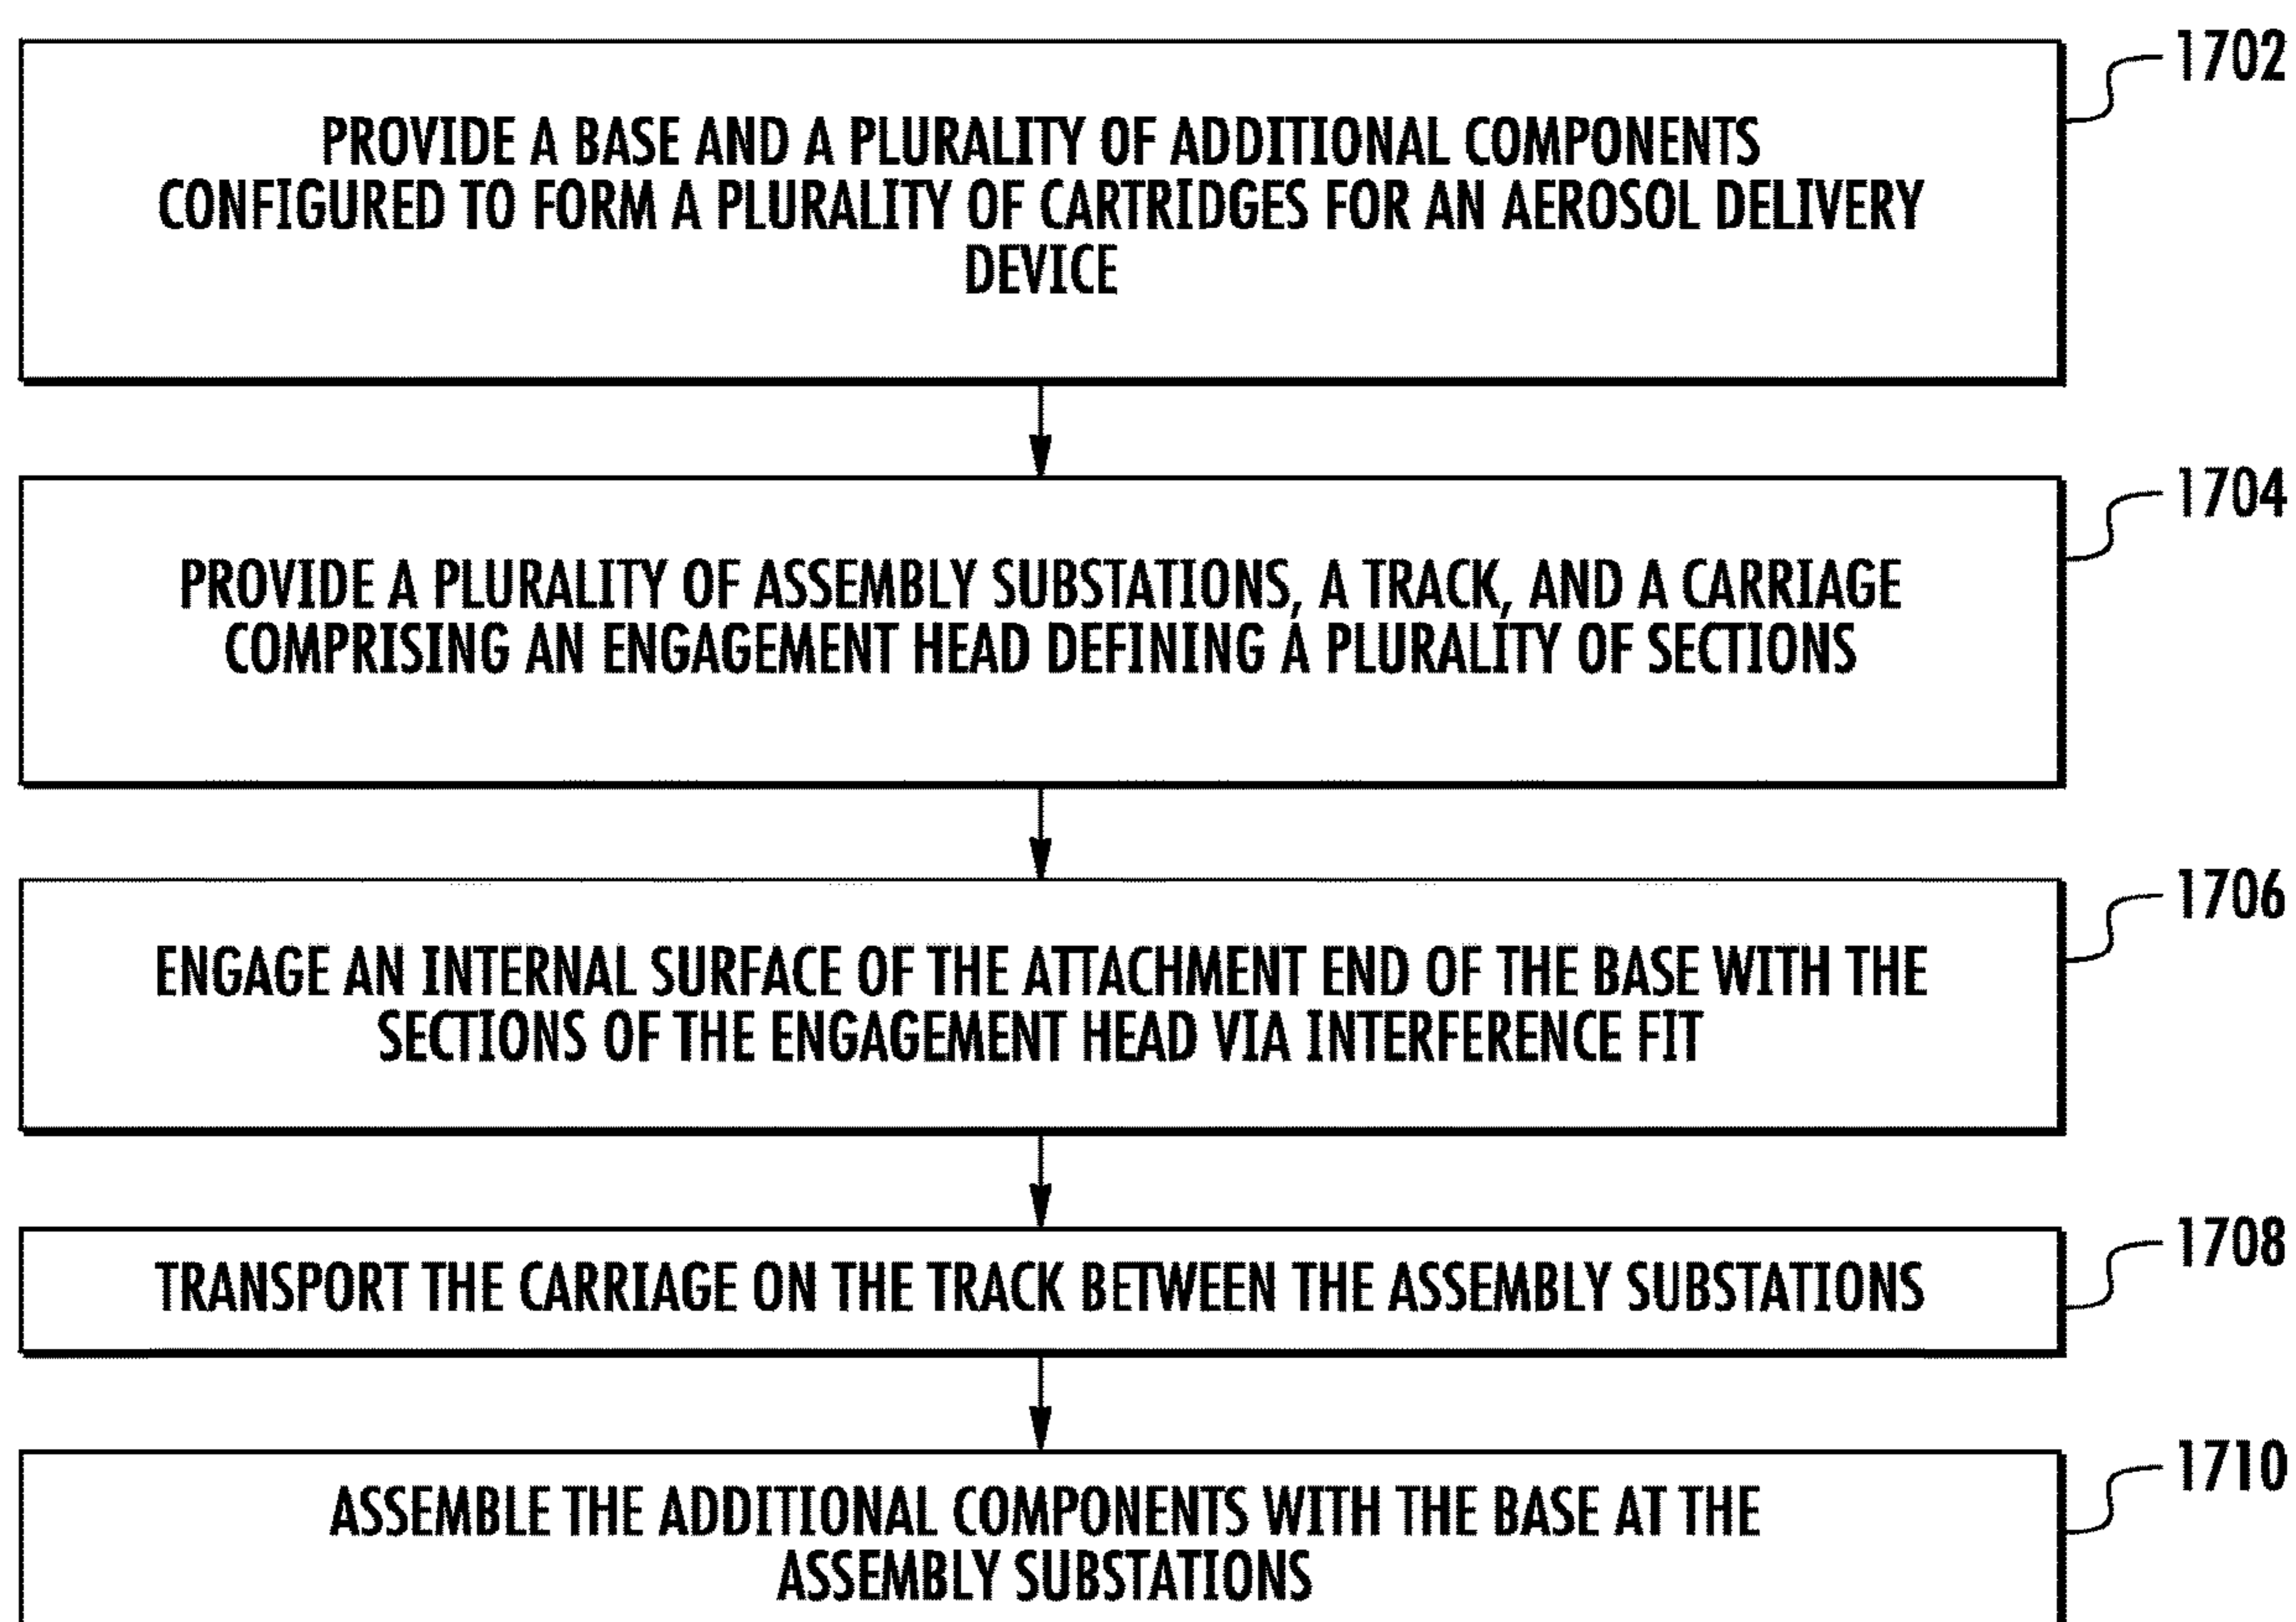 1702
PROVIDE A BASE AND A PLURALITY OF ADDITIONAL COMPONENTS
CONFIGURED TO FORM A PLURALITY OF CARTRIDGES FOR AN AEROSOL DELIVERY
DEVICE
1704
PROVIDE A PLURALITY OF ASSEMBLY SUBSTATIONS, A TRACK, AND A CARRIAGE
COMPRISING AN ENGAGEMENT HEAD DEFINING A PLURALITY OF SECTIONS
1706
ENGAGE AN INTERNAL SURFACE OF THE ATTACHMENT END OF THE BASE WITH THE
SECTIONS OF THE ENGAGEMENT HEAD VIA INTERFERENCE FIT
1708
TRANSPORT THE CARRIAGE ON THE TRACK BETWEEN THE ASSEMBLY SUBSTATIONS
1710
ASSEMBLE THE ADDITIONAL COMPONENTS WITH THE BASE AT THE
ASSEMBLY SUBSTATIONS